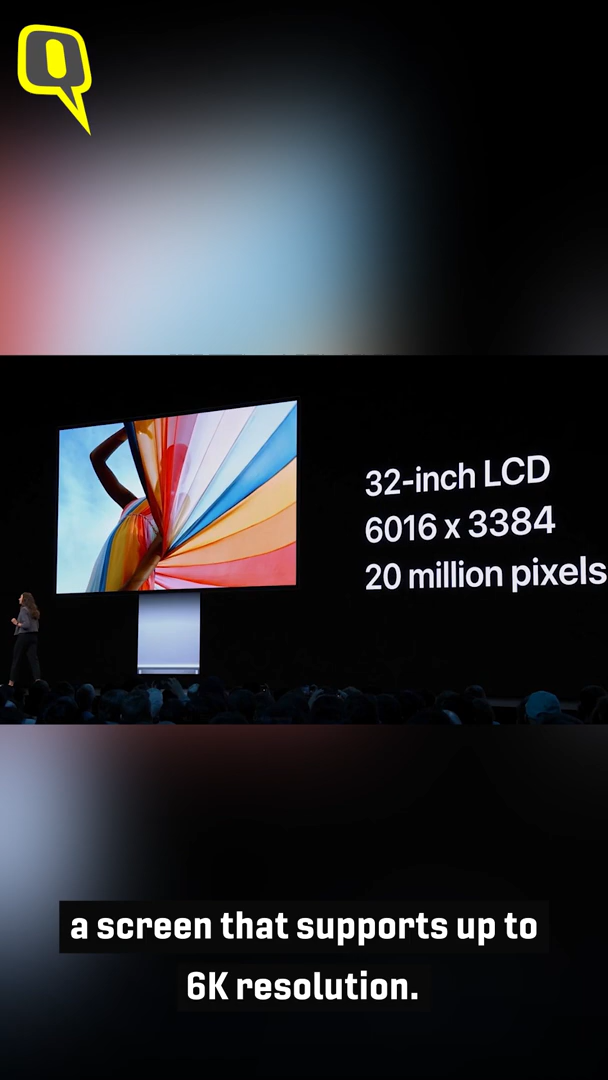 32-inch LCD
6016 x 3384
20 million pixels
a screen that supports up to
6K resolution.